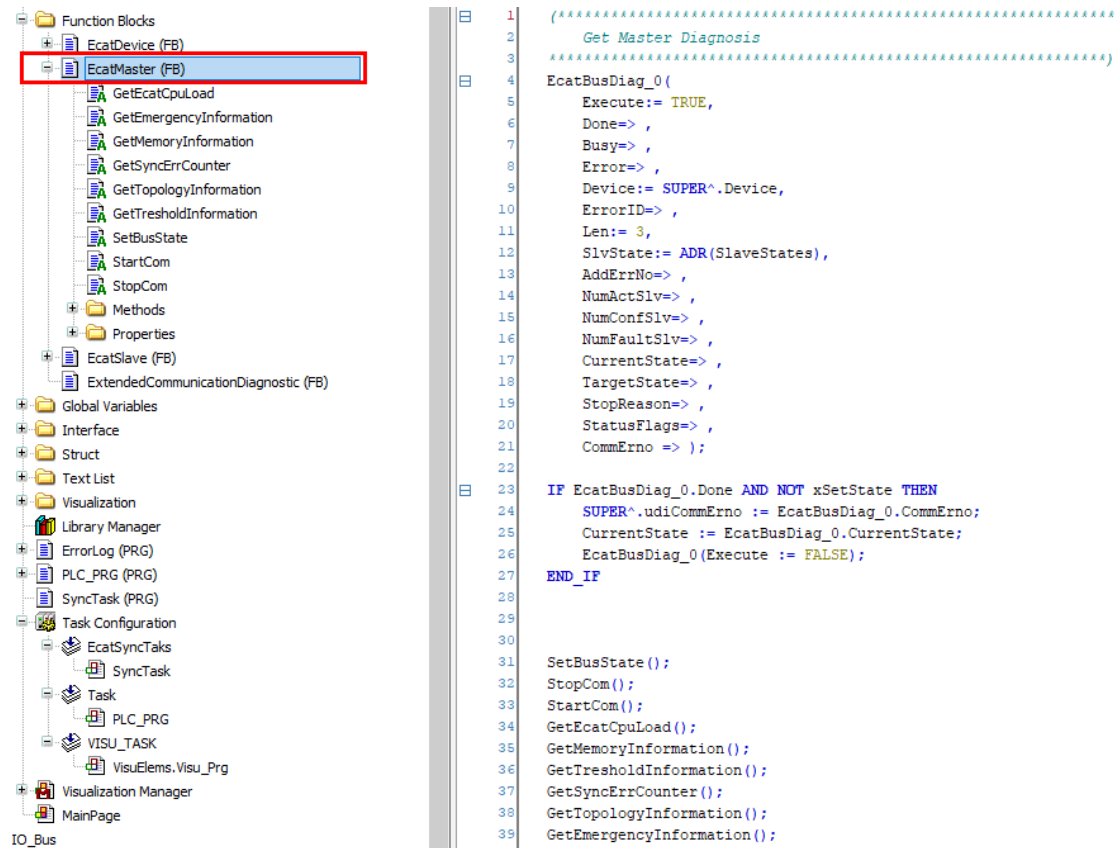 Function Blocks
EcatDevice (FB)
EcatMaster (FB)
GetEcatCpuLoad
GetEmergencyInformation
GetMemoryInformation
GetSyncErrCounter
GetTopologyInformation
GetTresholdInformation
SetBusState
StartCom
StopCom
Methods
Properties
EcatSlave (FB)
ExtendedCommunicationDiagnostic (FB)
Global Variables
Interface
Struct
Text List
Visualization
Library Manager
ErrorLog (PRG)
PLC_PRG (PRG)
SyncTask (PRG)
Task Configuration
EcatSyncTaks
SyncTask
Task
PLC_PRG
VISU_TASK
VisuElems.Visu_Prg
Visualization Manager
MainPage
IO_Bus
1 (***************************************************************
2 Get Master Diagnosis
3 ***************************************************************)
4 EcatBusDiag_0(
5 Execute:= TRUE,
6 Done=> ,
7 Busy=> ,
8 Error=> ,
9 Device:= SUPER^.Device,
10 ErrorID=> ,
11 Len:= 3,
12 SlvState:= ADR(SlaveStates),
13 AddErrNo=> ,
14 NumActSlv=> ,
15 NumConfSlv=> ,
16 NumFaultSlv=> ,
17 CurrentState=> ,
18 TargetState=> ,
19 StopReason=> ,
20 StatusFlags=> ,
21 CommErno => );
22
23 IF EcatBusDiag_0.Done AND NOT xSetState THEN
24 SUPER^.udiCommErno := EcatBusDiag_0.CommErno;
25 CurrentState := EcatBusDiag_0.CurrentState;
26 EcatBusDiag_0(Execute := FALSE);
27 END_IF
28
29
30
31 SetBusState();
32 StopCom();
33 StartCom();
34 GetEcatCpuLoad();
35 GetMemoryInformation();
36 GetTresholdInformation();
37 GetSyncErrCounter();
38 GetTopologyInformation();
39 GetEmergencyInformation();